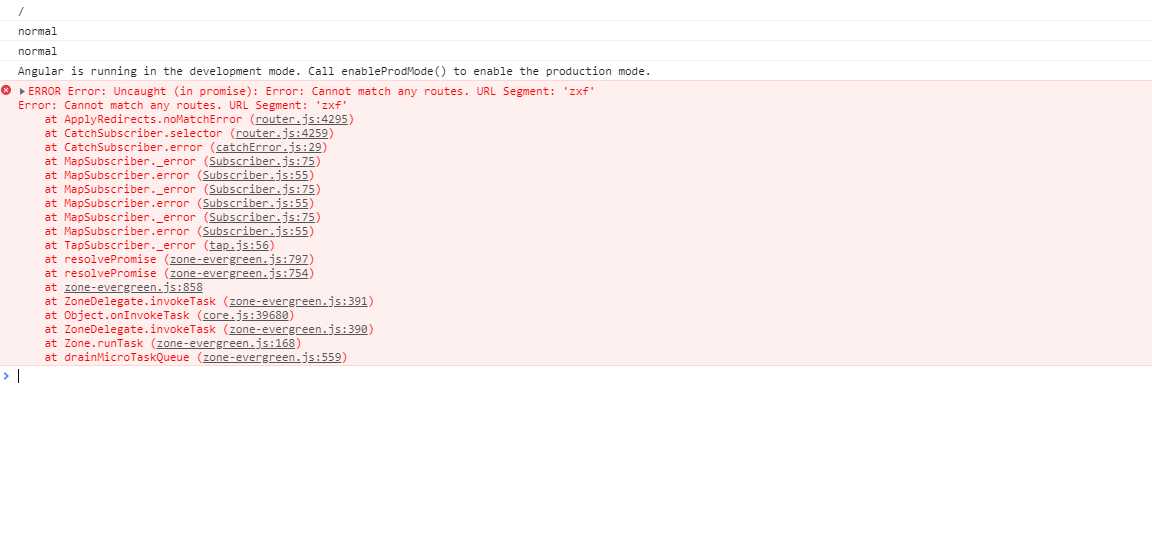 /
normal
normal
Angular is running in the development mode. Call enableProdMode() to enable the production mode.
ERROR Error: Uncaught (in promise): Error: Cannot match any routes. URL Segment: 'zxf'
Error: Cannot match any routes. URL Segment: 'zxf'
at ApplyRedirects.noMatchError (router.js:4295)
at CatchSubscriber.selector (router.js:4259)
at CatchSubscriber.error (catchError.js:29)
at MapSubscriber._error (Subscriber.js:75)
at MapSubscriber.error (Subscriber.js:55)
at MapSubscriber._error (Subscriber.js:75)
at MapSubscriber.error (Subscriber.js:55)
at MapSubscriber._error (Subscriber.js:75)
at MapSubscriber.error (Subscriber.js:55)
at TapSubscriber._error (tap.js:56)
at resolvePromise (zone-evergreen.js:797)
at resolvePromise (zone-evergreen.js:754)
at zone-evergreen.js:858
at ZoneDelegate.invokeTask (zone-evergreen.js:391)
at Object.onInvokeTask (core.js:39680)
at ZoneDelegate.invokeTask (zone-evergreen.js:390)
at Zone.runTask (zone-evergreen.js:168)
at drainMicroTaskQueue (zone-evergreen.js:559)